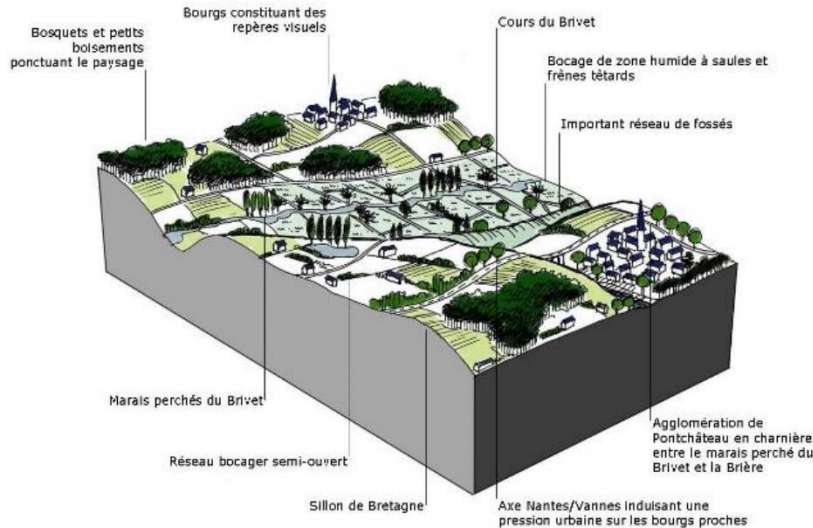 Bourgs constituant des
repères visuels
Cours du Brivet
Bosquets et petits
boisements
ponctuant le paysage
Bocage de zone humide à saules et
frênes têtards
Important réseau de fossés
Marais perchés du Brivet
Réseau bocager semi-ouvert
Sillon de Bretagne
Agglomération de
Pontchâteau en charnière
entre le marais perché du
Brivet et la Brière
Axe Nantes/Vannes induisant une
pression urbaine sur les bourgs proches